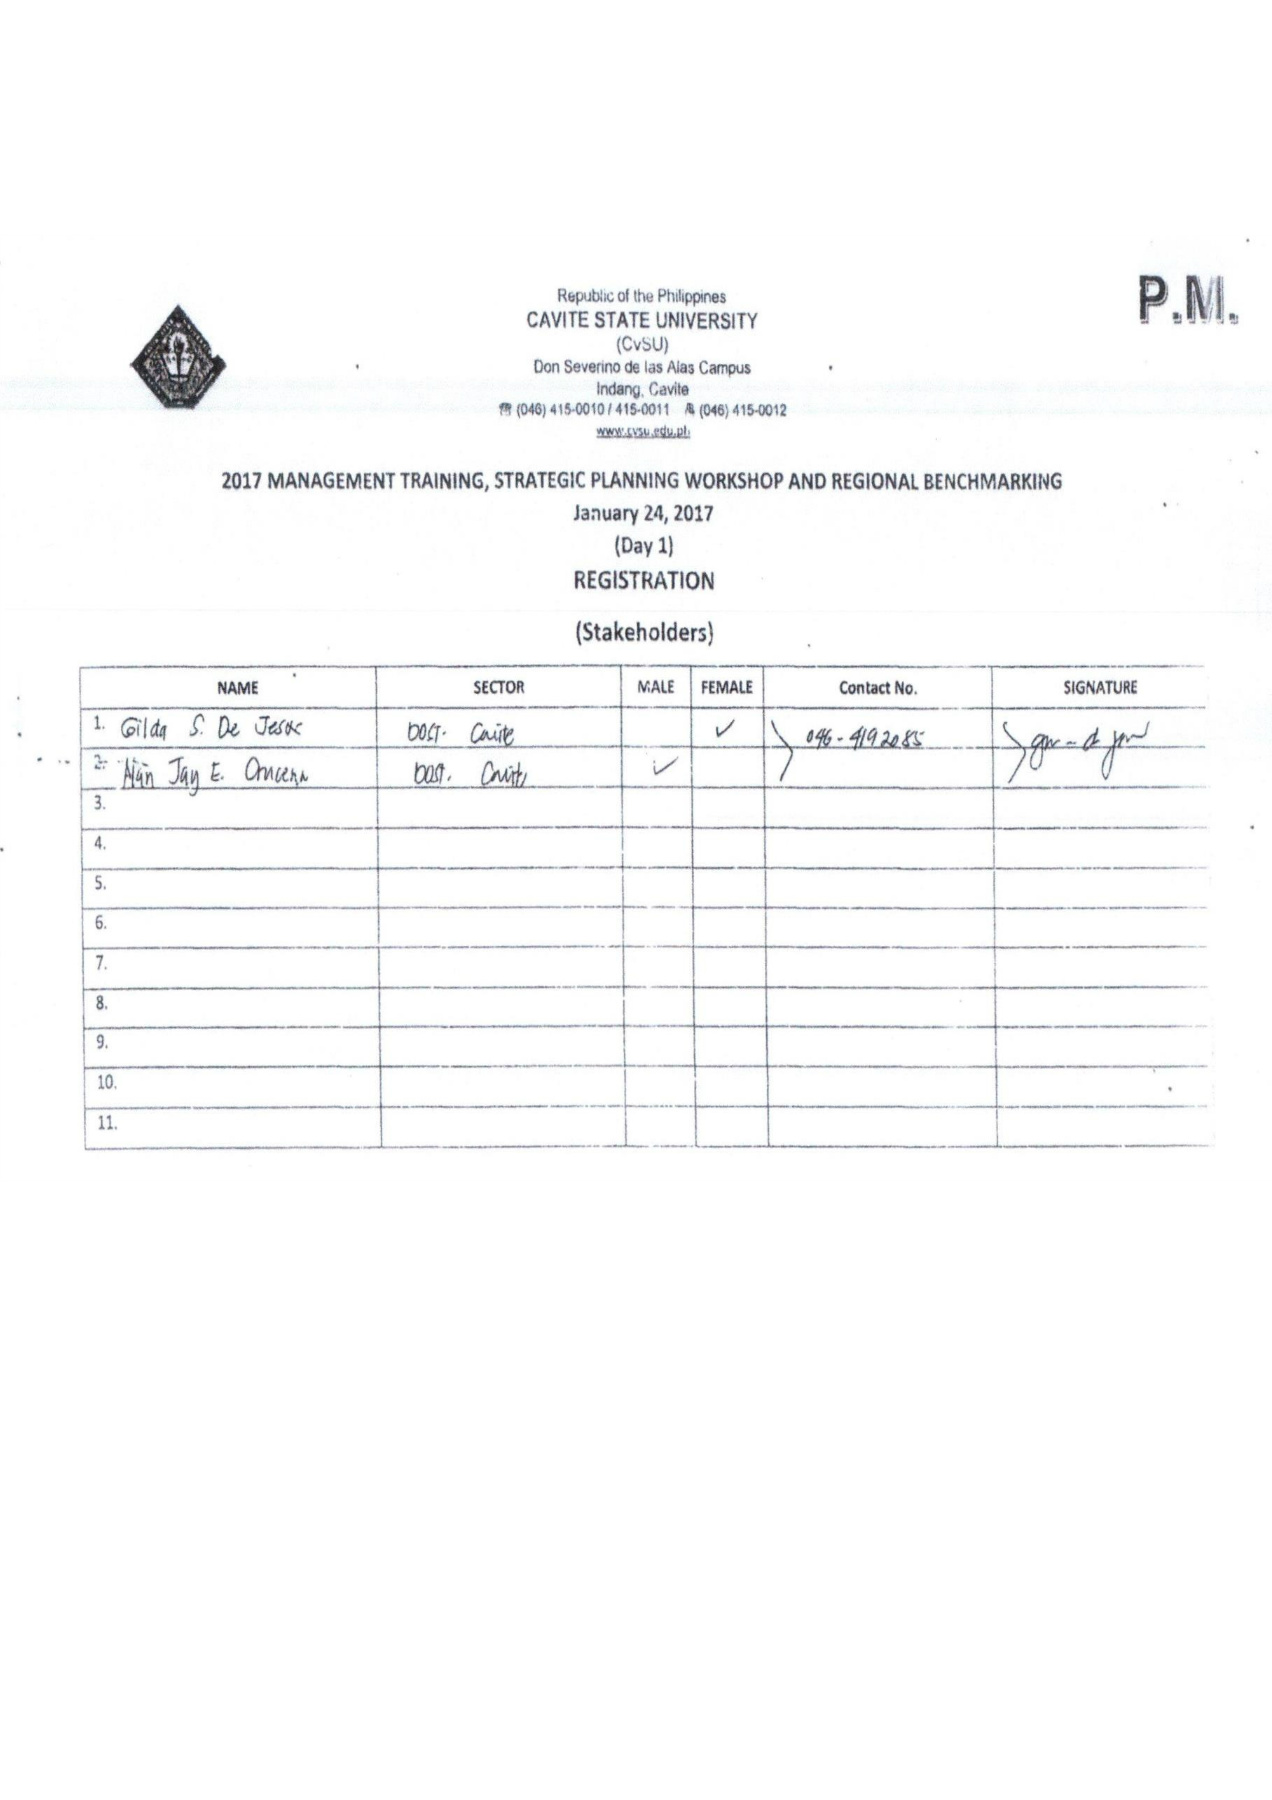 P.M.
Republic of the Philippines
CAVITE STATE UNIVERSITY
(CvSU)
Don Severino de las Alas Campus
Indang, Cavite
☎ (046) 415-0010 / 415-0011 (046) 415-0012
www.cvsu.edu.ph
2017 MANAGEMENT TRAINING, STRATEGIC PLANNING WORKSHOP AND REGIONAL BENCHMARKING
January 24, 2017
(Day 1)
REGISTRATION
(Stakeholders)
NAME SECTOR MALE FEMALE Contact No. SIGNATURE
1. Gilda S. De Jesus DOST. Cavite ✓ 046-4192085
2. Jay E. DOST. Cavite ✓
3.
4.
5.
6.
7.
8.
9.
10.
11.